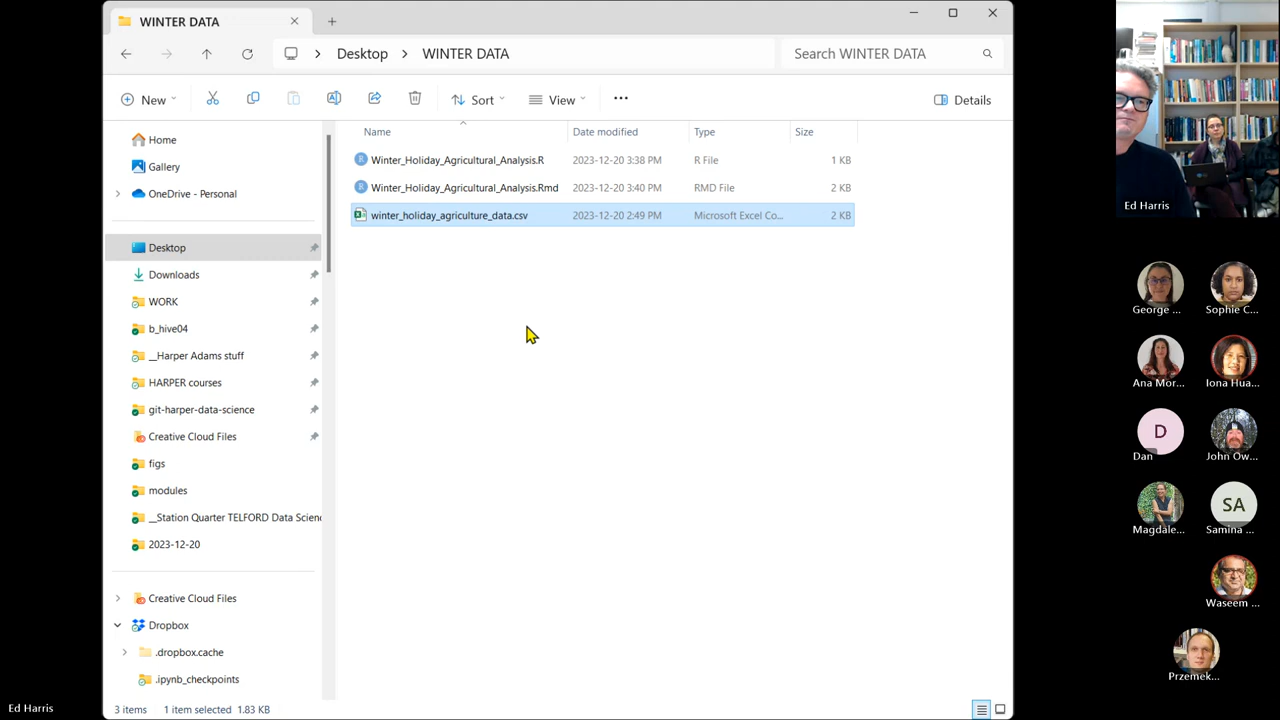 WINTER DATA
Desktop
WINTER DATA
Search WINTER DATA
New
Sort
View
Details
Home
Gallery
OneDrive - Personal
Desktop
Downloads
WORK
b_hive04
__Harper Adams stuff
HARPER courses
git-harper-data-science
Creative Cloud Files
figs
modules
__Station Quarter TELFORD Data Scien
2023-12-20
Creative Cloud Files
Dropbox
.dropbox.cache
.ipynb_checkpoints
Name Date modified Type Size
Winter_Holiday_Agricultural_Analysis.R 2023-12-20 3:38 PM R File 1 KB
Winter_Holiday_Agricultural_Analysis.Rmd 2023-12-20 3:40 PM RMD File 2 KB
winter_holiday_agriculture_data.csv 2023-12-20 2:49 PM Microsoft Excel Co... 2 KB
3 items 1 item selected 1.83 KB
Ed Harris
Ed Harris
George ... Sophie C...
Ana Mor... Iona Hua...
D
Dan John Ow...
SA
Magdale... Samina ...
Waseem ...
Przemek...